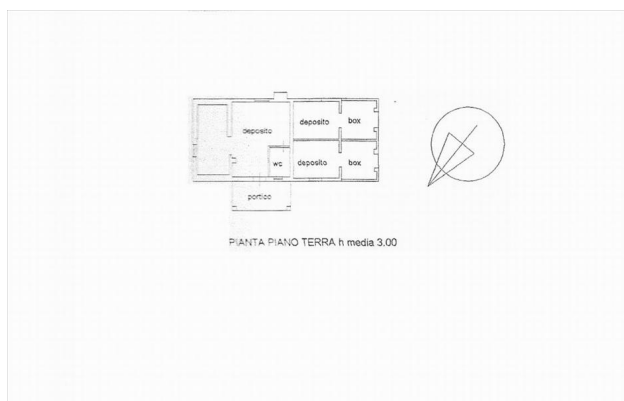 deposito box
deposito
wc deposito box
portico
PIANTA PIANO TERRA h media 3.00